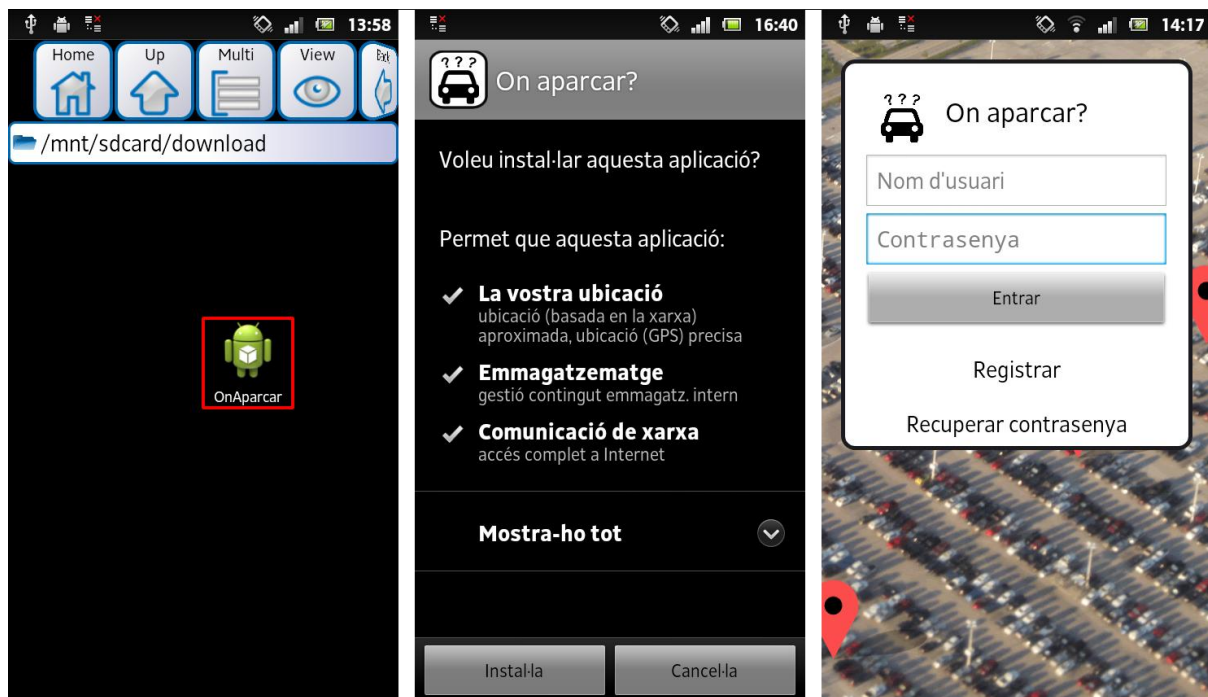 13:58
Home Up Multi View Ext
/mnt/sdcard/download
OnAparcar
16:40
???
On aparcar?
Voleu instal·lar aquesta aplicació?
Permet que aquesta aplicació:
La vostra ubicació
ubicació (basada en la xarxa)
aproximada, ubicació (GPS) precisa
Emmagatzematge
gestió contingut emmagatz. intern
Comunicació de xarxa
accés complet a Internet
Mostra-ho tot
Instal·la Cancel·la
14:17
???
On aparcar?
Nom d'usuari
Contrasenya
Entrar
Registrar
Recuperar contrasenya